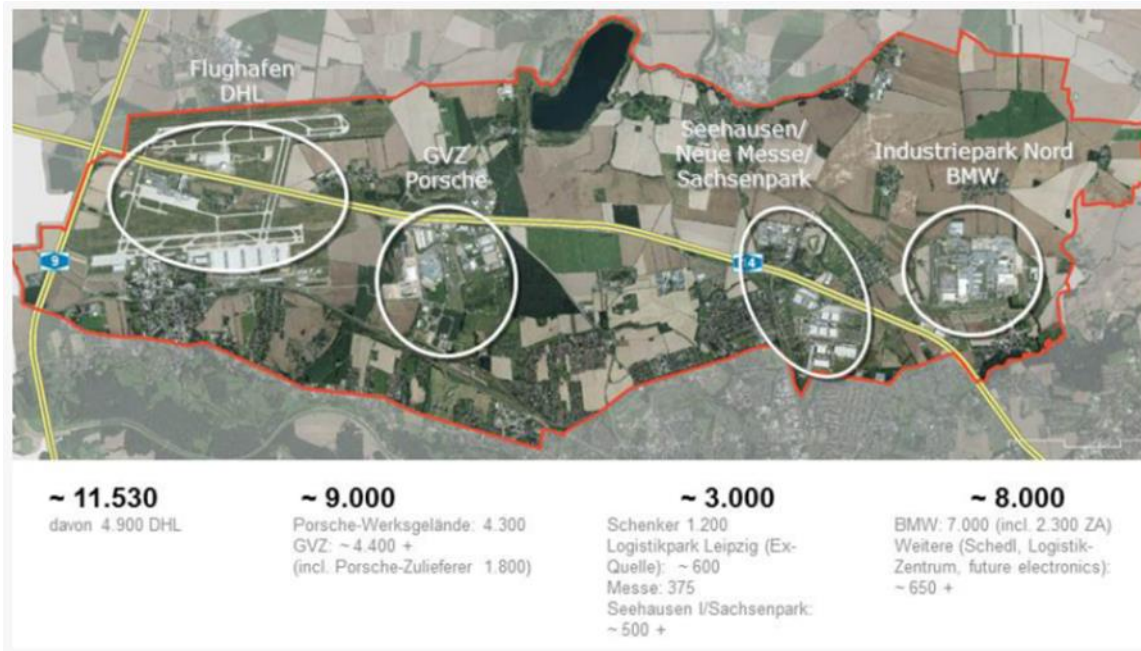 Flughafen
DHL
GVZ
Porsche
Seehausen/
Neue Messe/
Sachsenpark
Industriepark Nord
BMW
9
14
~ 11.530
davon 4.900 DHL
~ 9.000
Porsche-Werksgelände: 4.300
GVZ: ~ 4.400 +
(incl. Porsche-Zulieferer 1.800)
~ 3.000
Schenker 1.200
Logistikpark Leipzig (Ex-
Quelle): ~ 600
Messe: 375
Seehausen I/Sachsenpark:
~ 500 +
~ 8.000
BMW: 7.000 (incl. 2.300 ZA)
Weitere (Schedl, Logistik-
Zentrum, future electronics):
~ 650 +